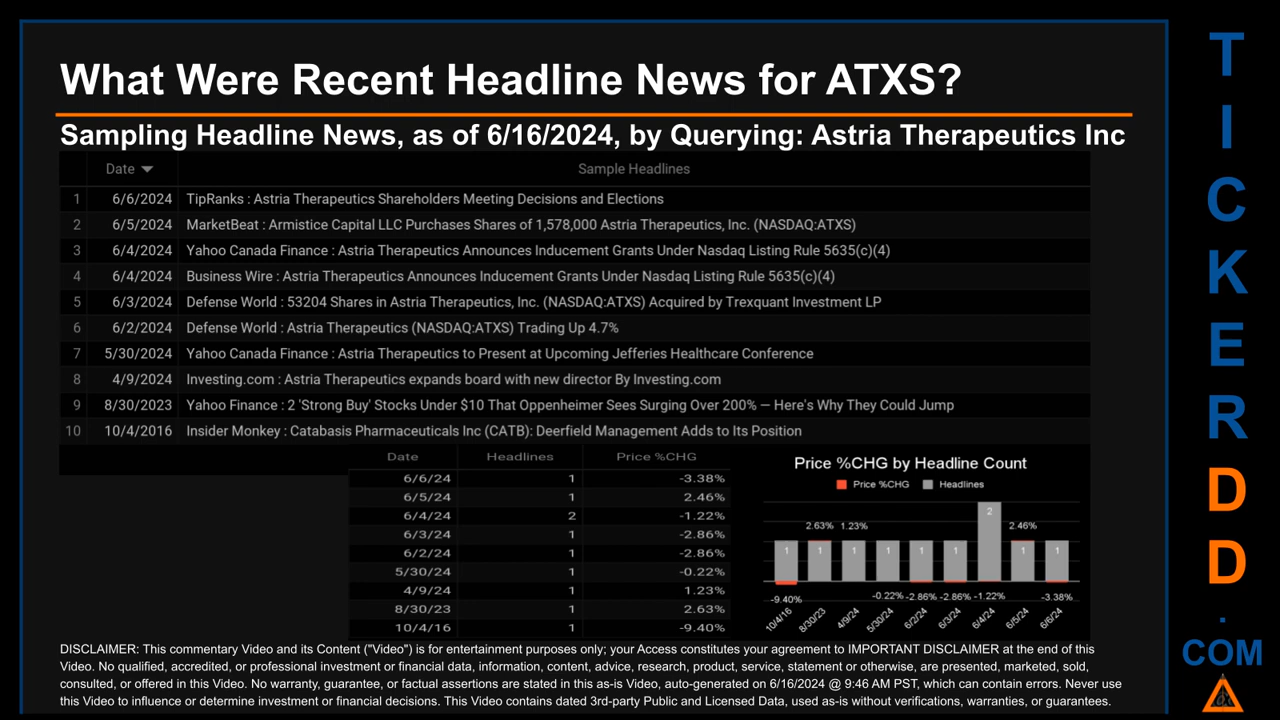 What Were Recent Headline News for ATXS?
Sampling Headline News, as of 6/16/2024, by Querying: Astria Therapeutics Inc
Date Sample Headlines
1 6/6/2024 TipRanks : Astria Therapeutics Shareholders Meeting Decisions and Elections
2 6/5/2024 MarketBeat : Armistice Capital LLC Purchases Shares of 1,578,000 Astria Therapeutics, Inc. (NASDAQ:ATXS)
3 6/4/2024 Yahoo Canada Finance : Astria Therapeutics Announces Inducement Grants Under Nasdaq Listing Rule 5635(c)(4)
4 6/4/2024 Business Wire : Astria Therapeutics Announces Inducement Grants Under Nasdaq Listing Rule 5635(c)(4)
5 6/3/2024 Defense World : 53204 Shares in Astria Therapeutics, Inc. (NASDAQ:ATXS) Acquired by Trexquant Investment LP
6 6/2/2024 Defense World : Astria Therapeutics (NASDAQ:ATXS) Trading Up 4.7%
7 5/30/2024 Yahoo Canada Finance : Astria Therapeutics to Present at Upcoming Jefferies Healthcare Conference
8 4/9/2024 Investing.com : Astria Therapeutics expands board with new director By Investing.com
9 8/30/2023 Yahoo Finance : 2 'Strong Buy' Stocks Under $10 That Oppenheimer Sees Surging Over 200% — Here's Why They Could Jump
10 10/4/2016 Insider Monkey : Catabasis Pharmaceuticals Inc (CATB): Deerfield Management Adds to Its Position
Date Headlines Price %CHG
6/6/24 1 -3.38%
6/5/24 1 2.46%
6/4/24 2 -1.22%
6/3/24 1 -2.86%
6/2/24 1 -2.86%
5/30/24 1 -0.22%
4/9/24 1 1.23%
8/30/23 1 2.63%
10/4/16 1 -9.40%
Price %CHG by Headline Count
Price %CHG Headlines
2
2.63% 1.23% 2.46%
1 1 1 1 1 1 1 1
-9.40% -0.22% -2.86% -2.86% -1.22% -3.38%
10/4/16 8/30/23 4/9/24 5/30/24 6/2/24 6/3/24 6/4/24 6/5/24 6/6/24
DISCLAIMER: This commentary Video and its Content ("Video") is for entertainment purposes only; your Access constitutes your agreement to IMPORTANT DISCLAIMER at the end of this
Video. No qualified, accredited, or professional investment or financial data, information, content, advice, research, product, service, statement or otherwise, are presented, marketed, sold,
consulted, or offered in this Video. No warranty, guarantee, or factual assertions are stated in this as-is Video, auto-generated on 6/16/2024 @ 9:46 AM PST, which can contain errors. Never use
this Video to influence or determine investment or financial decisions. This Video contains dated 3rd-party Public and Licensed Data, used as-is without verifications, warranties, or guarantees.
T
I
C
K
E
R
D
D
.
COM